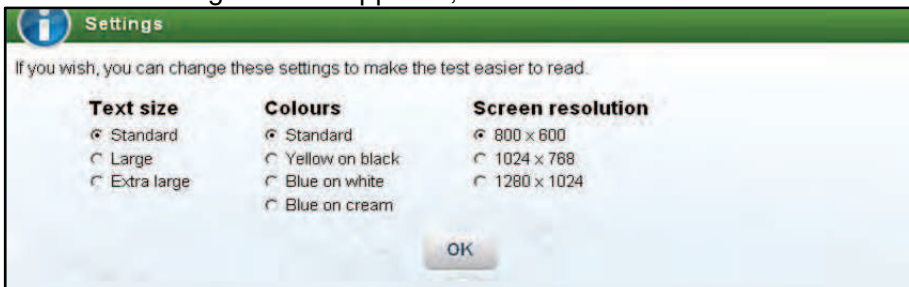 Settings
If you wish, you can change these settings to make the test easier to read.
Text size Colours Screen resolution
Standard Standard 800 x 600
Large Yellow on black 1024 x 768
Extra large Blue on white 1280 x 1024
Blue on cream
OK